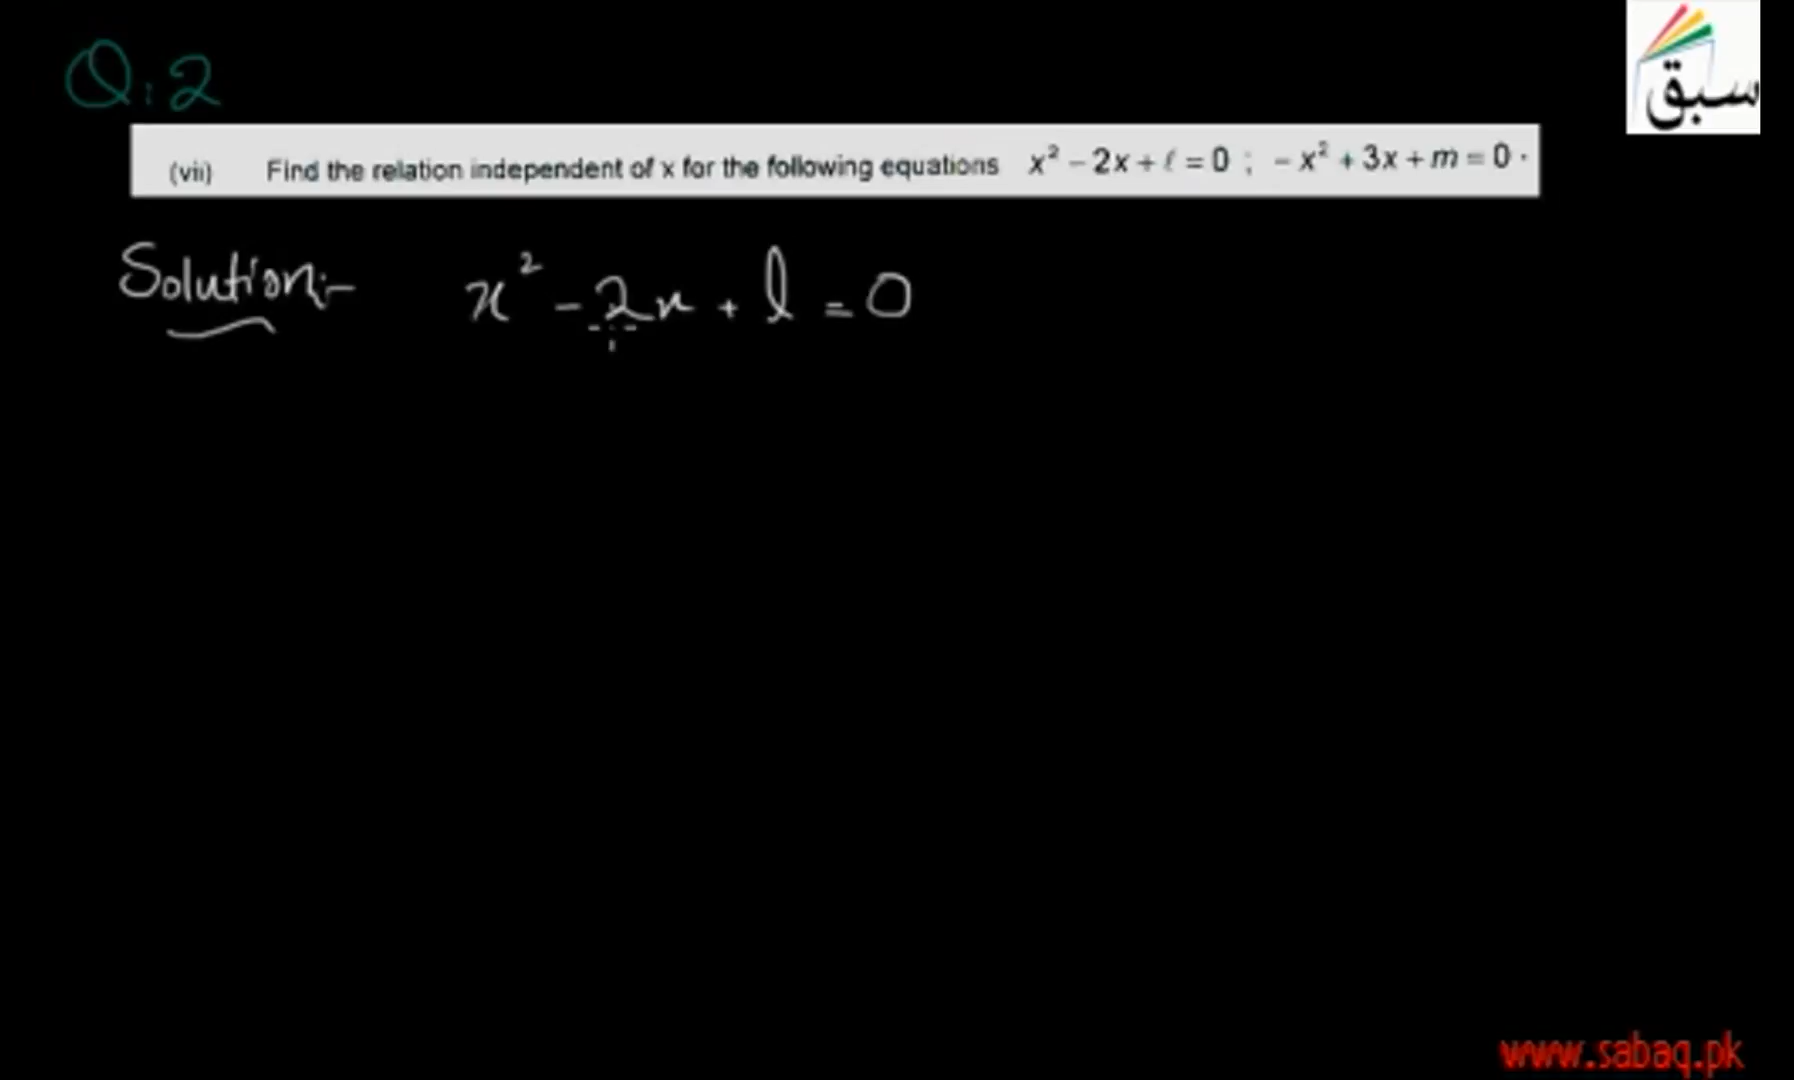 Q:2
سبق
(vii) Find the relation independent of x for the following equations x² - 2x + ℓ = 0 ; - x² + 3x + m = 0 ·
Solution:- x² - 2x + l = 0
www.sabaq.pk